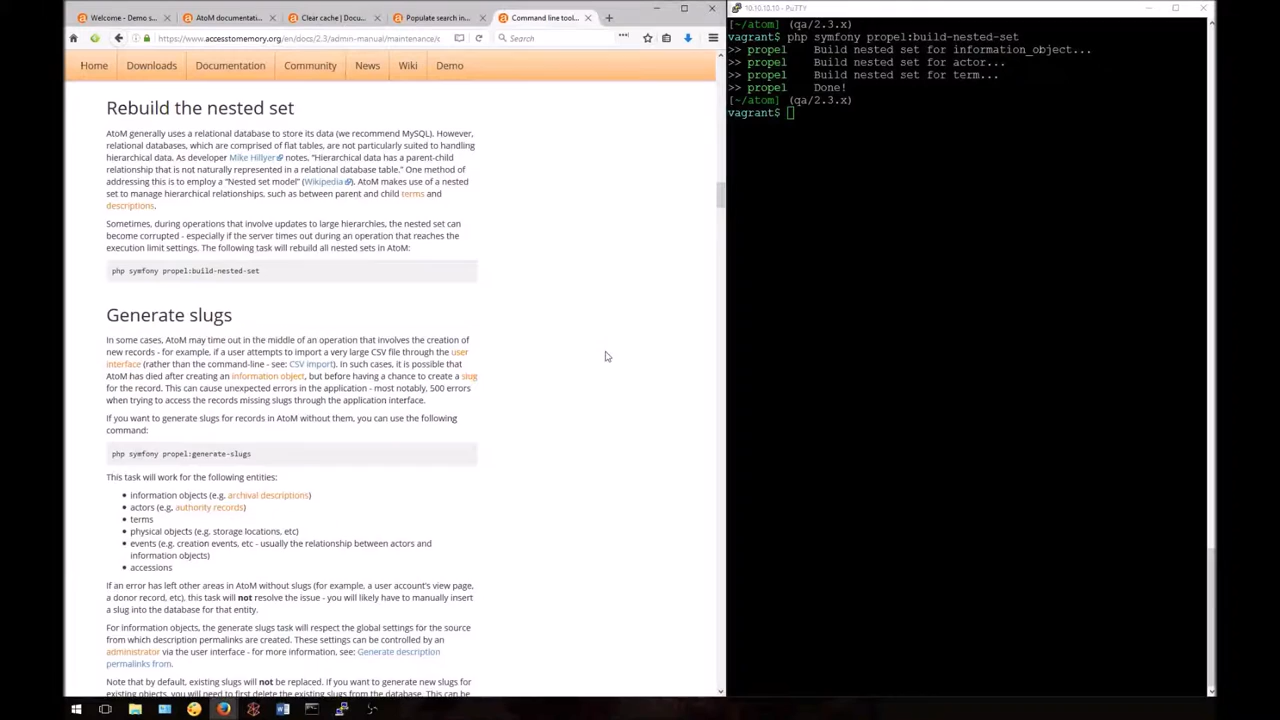 Welcome - Demo s...
AtoM documentati...
Clear cache | Docu...
Populate search in...
Command line tool...
https://www.accesstomemory.org/en/docs/2.3/admin-manual/maintenance/c
Search
Home
Downloads
Documentation
Community
News
Wiki
Demo
Rebuild the nested set
AtoM generally uses a relational database to store its data (we recommend MySQL). However,
relational databases, which are comprised of flat tables, are not particularly suited to handling
hierarchical data. As developer Mike Hillyer notes, “Hierarchical data has a parent-child
relationship that is not naturally represented in a relational database table.” One method of
addressing this is to employ a “Nested set model” (Wikipedia). AtoM makes use of a nested
set to manage hierarchical relationships, such as between parent and child terms and
descriptions.
Sometimes, during operations that involve updates to large hierarchies, the nested set can
become corrupted - especially if the server times out during an operation that reaches the
execution limit settings. The following task will rebuild all nested sets in AtoM:
php symfony propel:build-nested-set
Generate slugs
In some cases, AtoM may time out in the middle of an operation that involves the creation of
new records - for example, if a user attempts to import a very large CSV file through the user
interface (rather than the command-line - see: CSV import). In such cases, it is possible that
AtoM has died after creating an information object, but before having a chance to create a slug
for the record. This can cause unexpected errors in the application - most notably, 500 errors
when trying to access the records missing slugs through the application interface.
If you want to generate slugs for records in AtoM without them, you can use the following
command:
php symfony propel:generate-slugs
This task will work for the following entities:
information objects (e.g. archival descriptions)
actors (e.g, authority records)
terms
physical objects (e.g. storage locations, etc)
events (e.g. creation events, etc - usually the relationship between actors and
information objects)
accessions
If an error has left other areas in AtoM without slugs (for example, a user account’s view page,
a donor record, etc), this task will not resolve the issue - you will likely have to manually insert
a slug into the database for that entity.
For information objects, the generate slugs task will respect the global settings for the source
from which description permalinks are created. These settings can be controlled by an
administrator via the user interface - for more information, see: Generate description
permalinks from.
Note that by default, existing slugs will not be replaced. If you want to generate new slugs for
existing objects, you will need to first delete the existing slugs from the database. This can be
10.10.10.10 - PuTTY
[~/atom] (qa/2.3.x)
vagrant$ php symfony propel:build-nested-set
>> propel Build nested set for information_object...
>> propel Build nested set for actor...
>> propel Build nested set for term...
>> propel Done!
[~/atom] (qa/2.3.x)
vagrant$